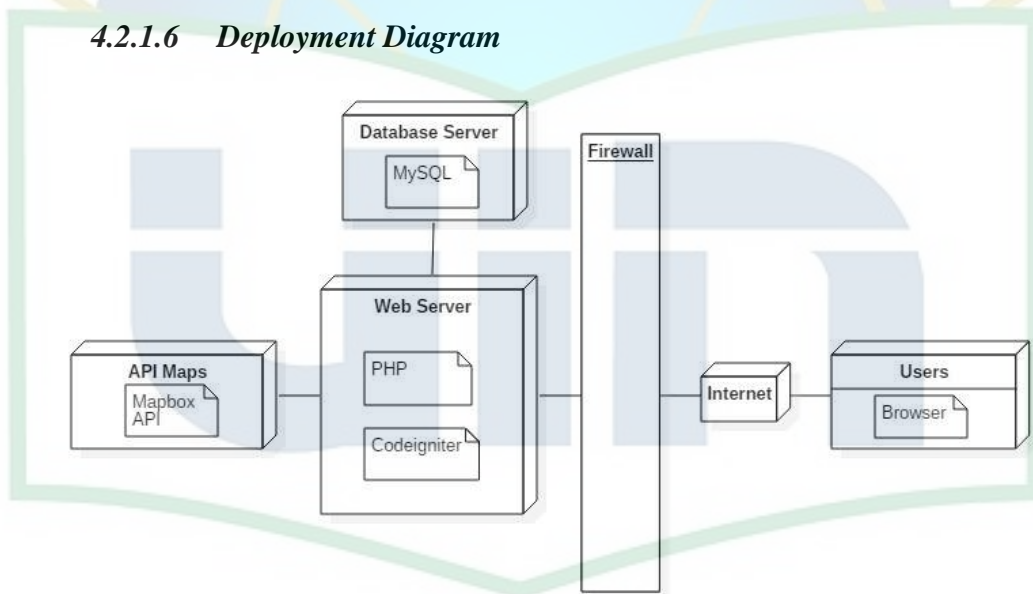 4.2.1.6 Deployment Diagram
Database Server
MySQL
Firewall
Web Server
PHP
Codeigniter
API Maps
Mapbox
API
Internet
Users
Browser
uin